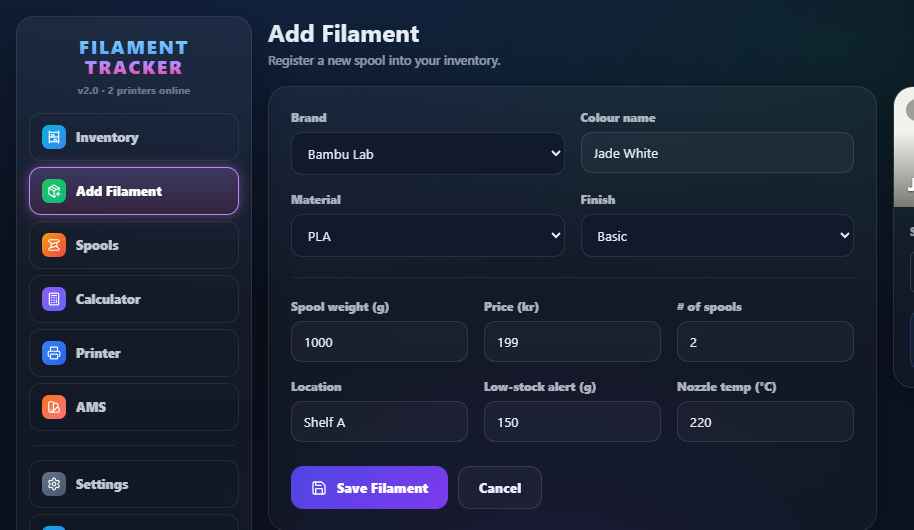 FILAMENT
TRACKER
v2.0 · 2 printers online
Inventory
Add Filament
Spools
Calculator
Printer
AMS
Settings
Add Filament
Register a new spool into your inventory.
Brand
Colour name
Bambu Lab
Jade White
Material
Finish
PLA
Basic
Spool weight (g)
Price (kr)
# of spools
1000
199
2
Location
Low-stock alert (g)
Nozzle temp (°C)
Shelf A
150
220
Save Filament
Cancel